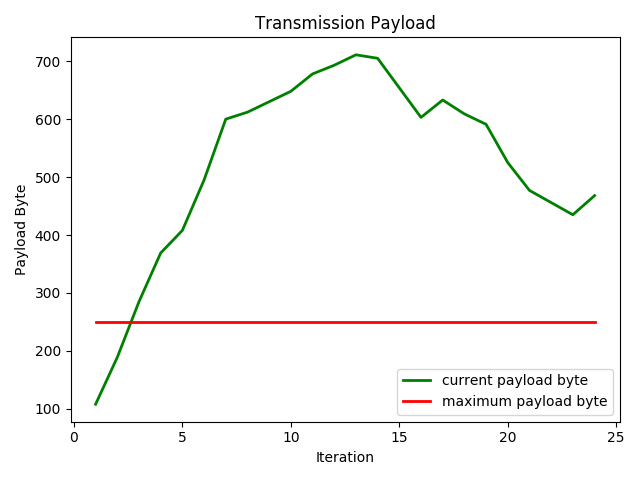 Transmission Payload
Payload Byte
700
600
500
400
300
200
100
0
5
10
15
20
25
Iteration
current payload byte
maximum payload byte